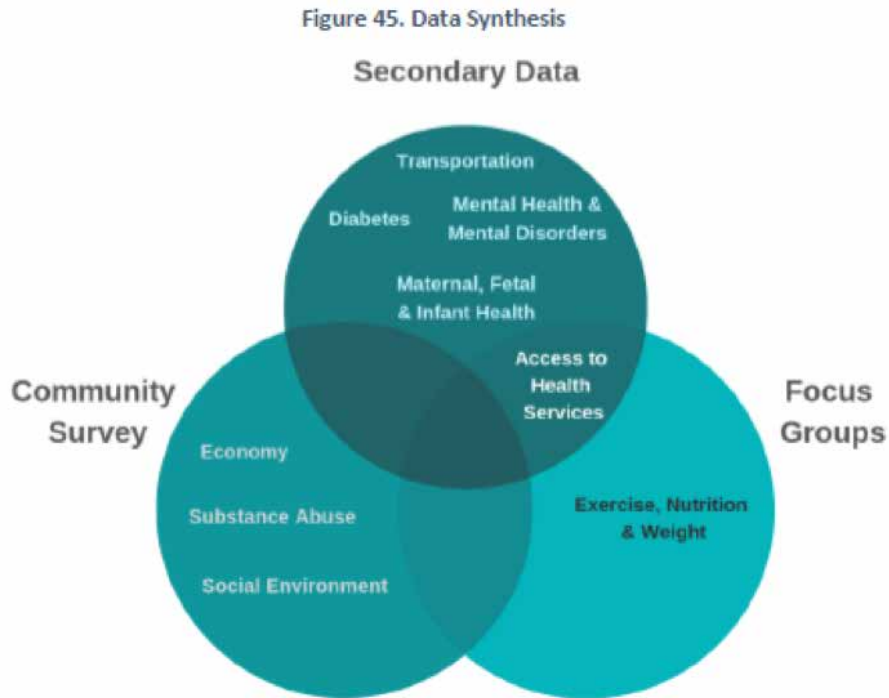 Figure 45. Data Synthesis
Secondary Data
Transportation
Diabetes
Mental Health &
Mental Disorders
Maternal, Fetal
& Infant Health
Access to
Health
Services
Community
Survey
Focus
Groups
Economy
Substance Abuse
Social Environment
Exercise, Nutrition
& Weight